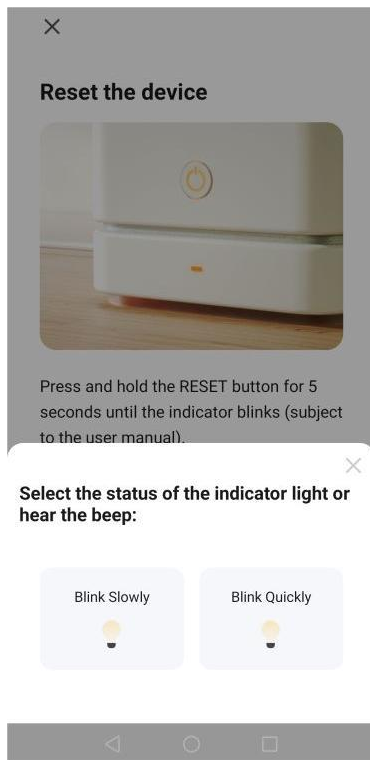 Reset the device
Press and hold the RESET button for 5
seconds until the indicator blinks (subject
to the user manual).
Select the status of the indicator light or
hear the beep:
Blink Slowly
Blink Quickly